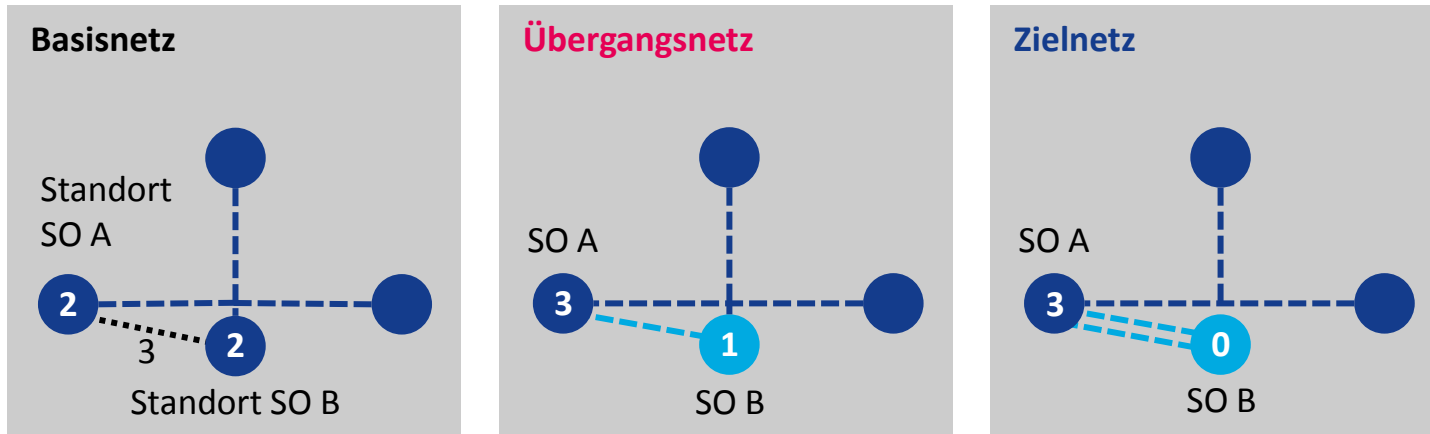 Basisnetz
Standort
SO A
2
3
2
Standort SO B
Übergangsnetz
SO A
3
1
SO B
Zielnetz
SO A
3
0
SO B